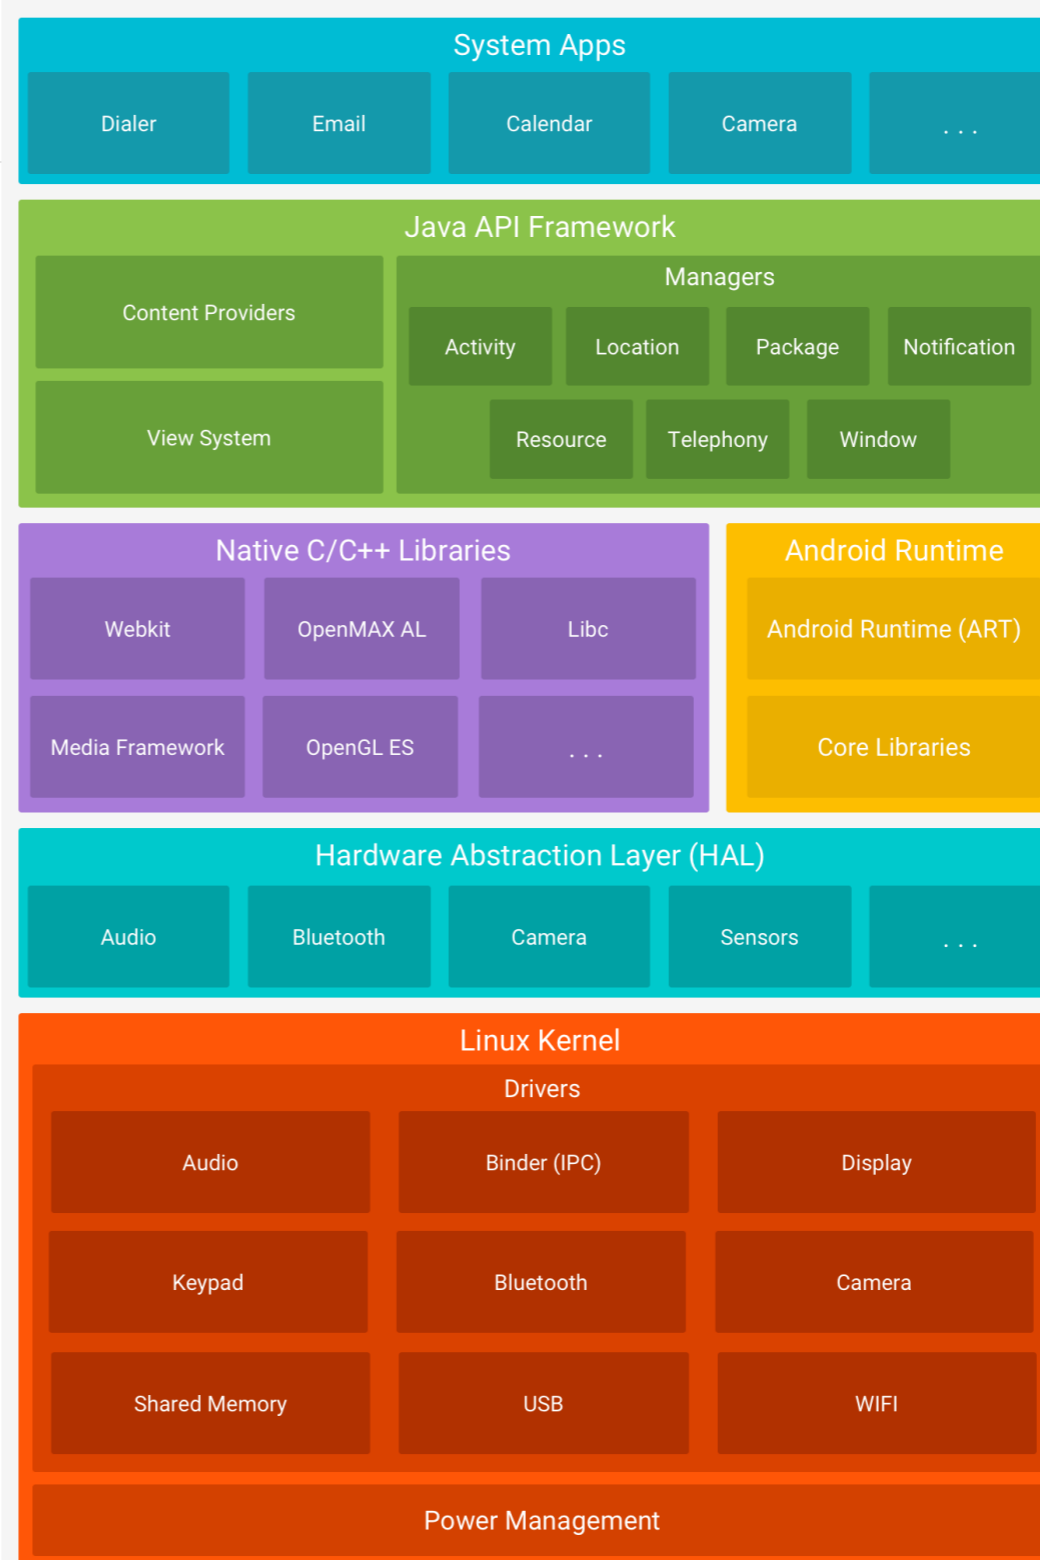 System Apps
Dialer
Email
Calendar
Camera
. . .
Java API Framework
Content Providers
View System
Managers
Activity
Location
Package
Notification
Resource
Telephony
Window
Native C/C++ Libraries
Webkit
OpenMAX AL
Libc
Media Framework
OpenGL ES
. . .
Android Runtime
Android Runtime (ART)
Core Libraries
Hardware Abstraction Layer (HAL)
Audio
Bluetooth
Camera
Sensors
. . .
Linux Kernel
Drivers
Audio
Binder (IPC)
Display
Keypad
Bluetooth
Camera
Shared Memory
USB
WIFI
Power Management